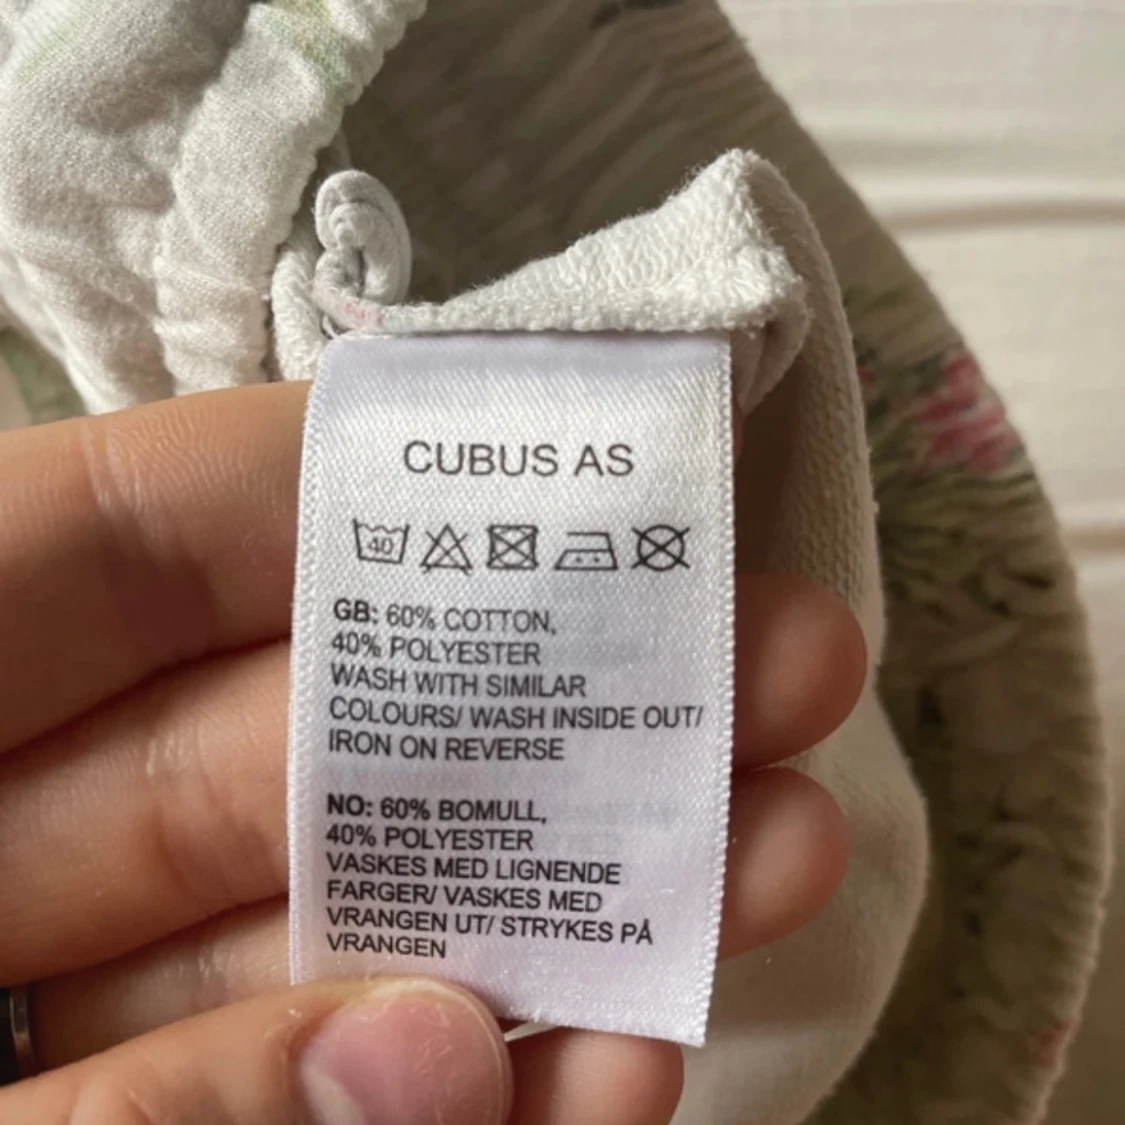 CUBUS AS
40
GB: 60% COTTON,
40% POLYESTER
WASH WITH SIMILAR
COLOURS/ WASH INSIDE OUT/
IRON ON REVERSE
NO: 60% BOMULL,
40% POLYESTER
VASKES MED LIGNENDE
FARGER/ VASKES MED
VRANGEN UT/ STRYKES PÅ
VRANGEN